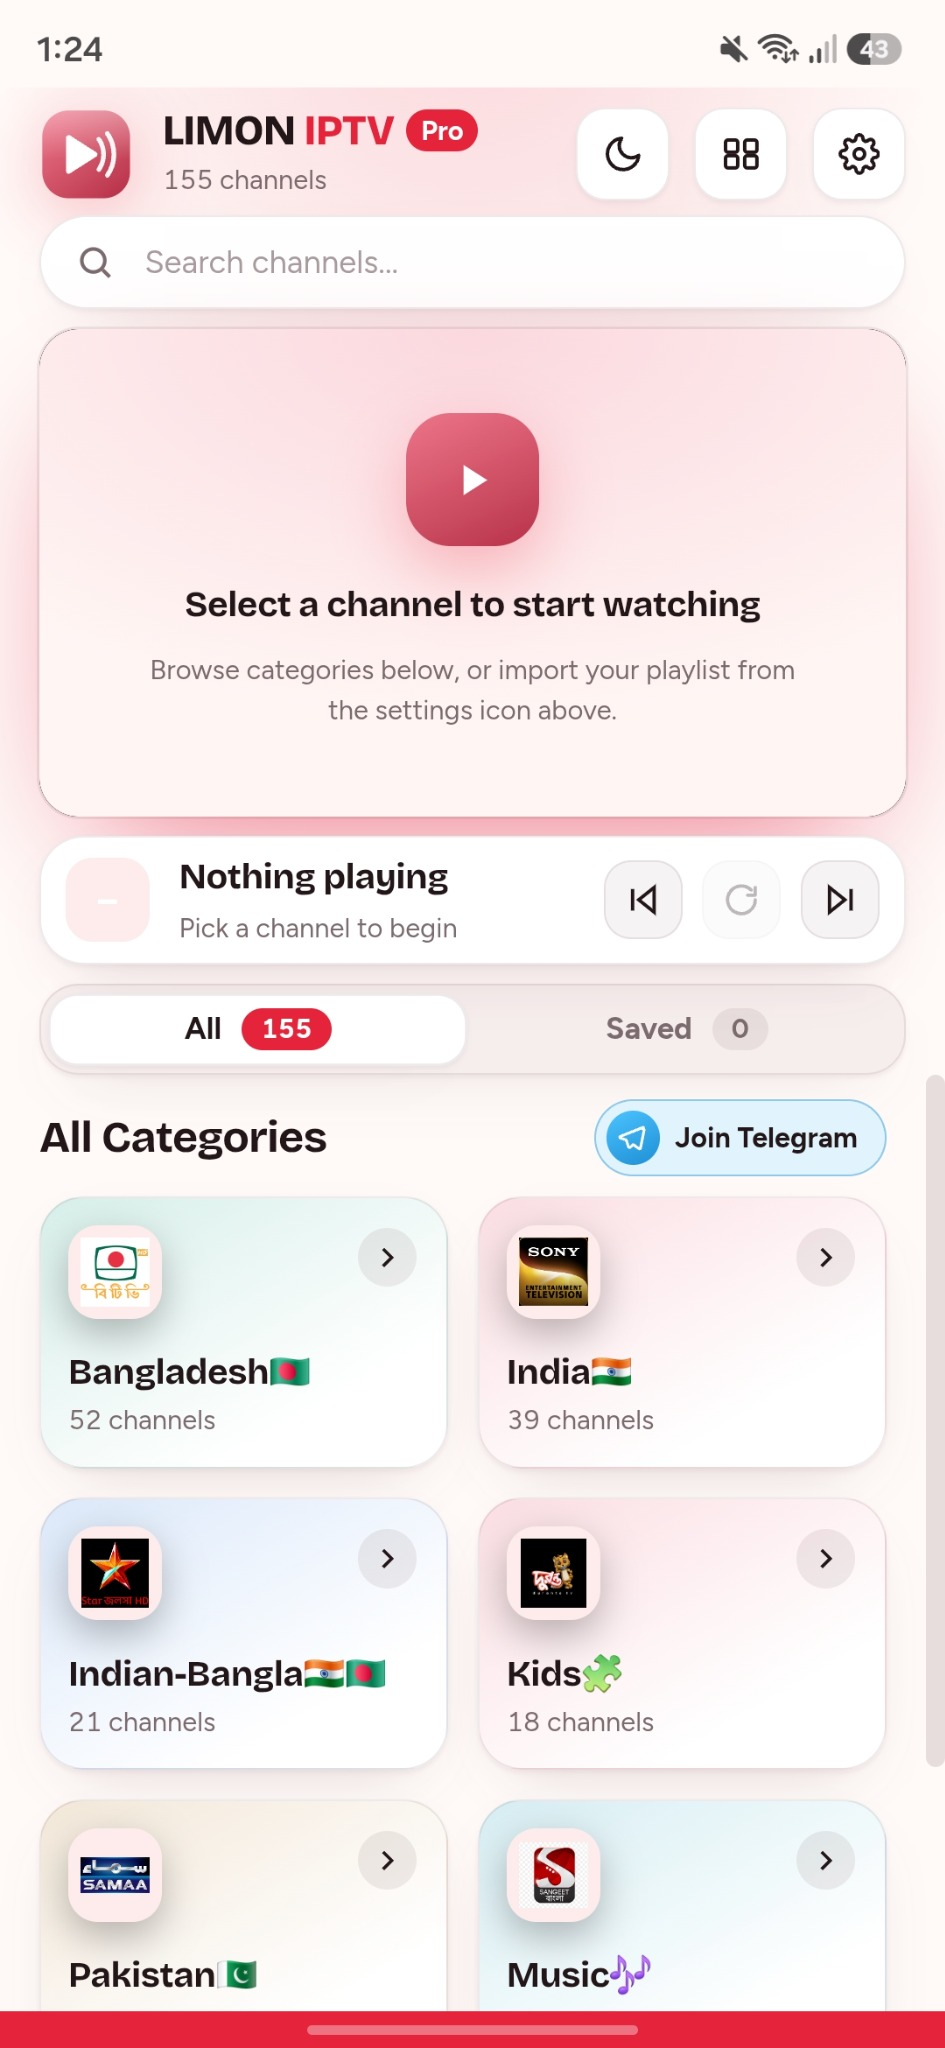 1:24
43
LIMON IPTV Pro
155 channels
Search channels...
Select a channel to start watching
Browse categories below, or import your playlist from
the settings icon above.
Nothing playing
Pick a channel to begin
All 155
Saved 0
All Categories
Join Telegram
বি টি ভি
Bangladesh🇧🇩
52 channels
SONY
ENTERTAINMENT
TELEVISION
India🇮🇳
39 channels
Star জলসা HD
Indian-Bangla🇮🇳🇧🇩
21 channels
দুরন্ত
Kids🧩
18 channels
سماء
SAMAA
Pakistan🇵🇰
SANGEET
বাংলা
Music🎶